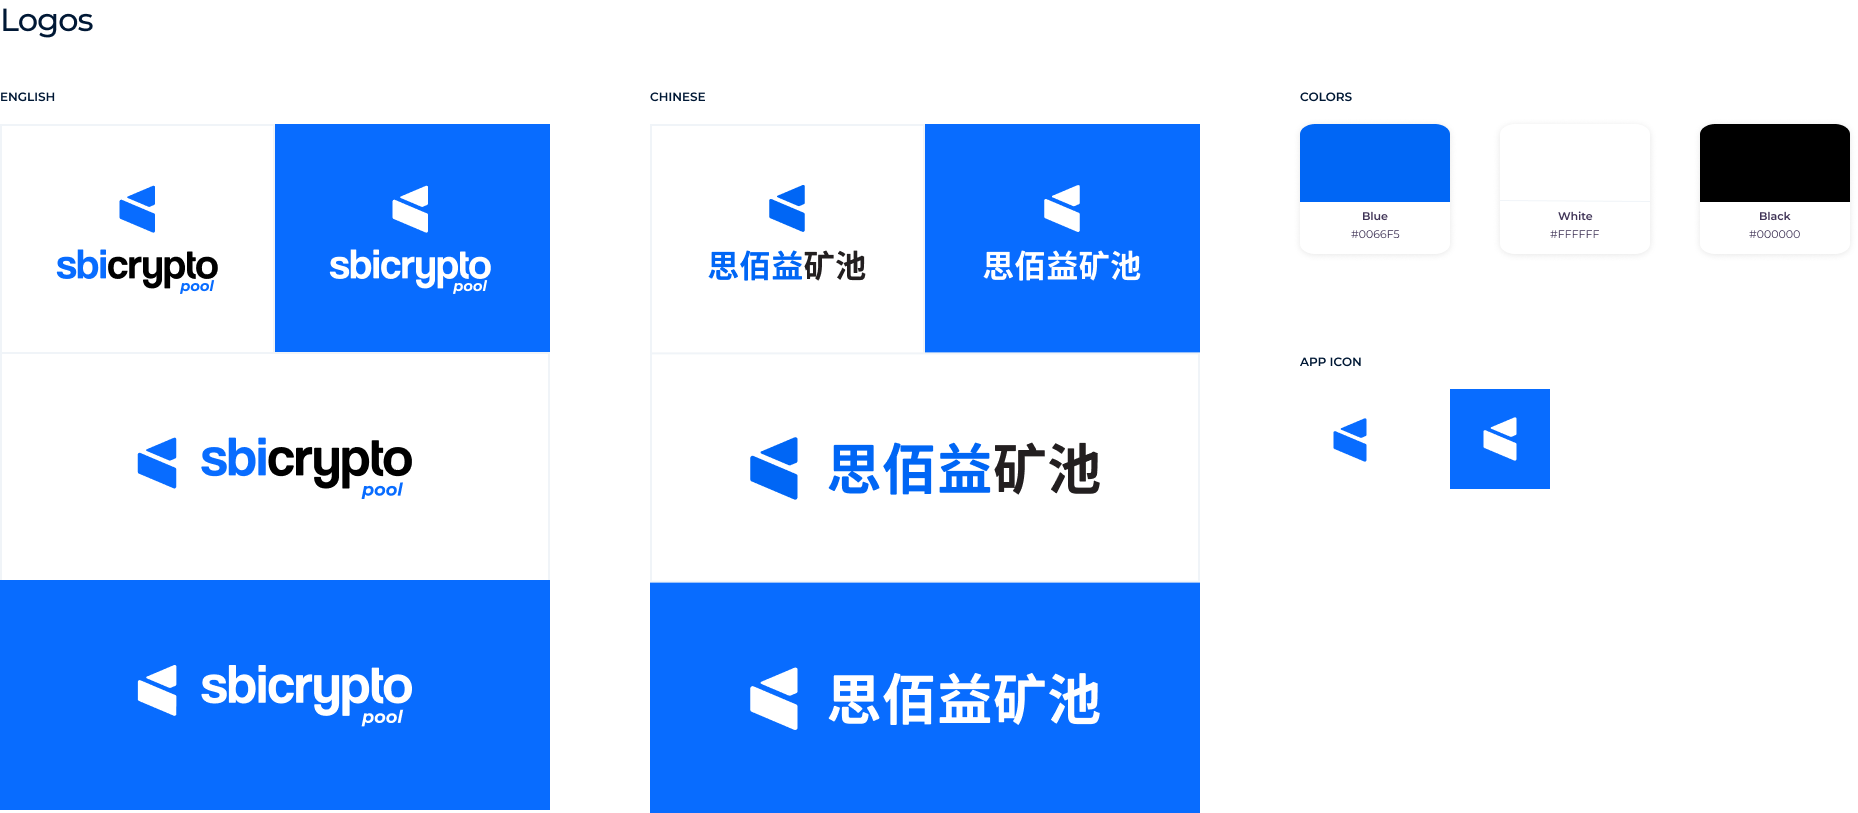 Logos
ENGLISH
sbicrypto
pool
sbicrypto
pool
sbicrypto
pool
sbicrypto
pool
CHINESE
思佰益矿池
思佰益矿池
思佰益矿池
思佰益矿池
COLORS
Blue
#0066F5
White
#FFFFFF
Black
#000000
APP ICON